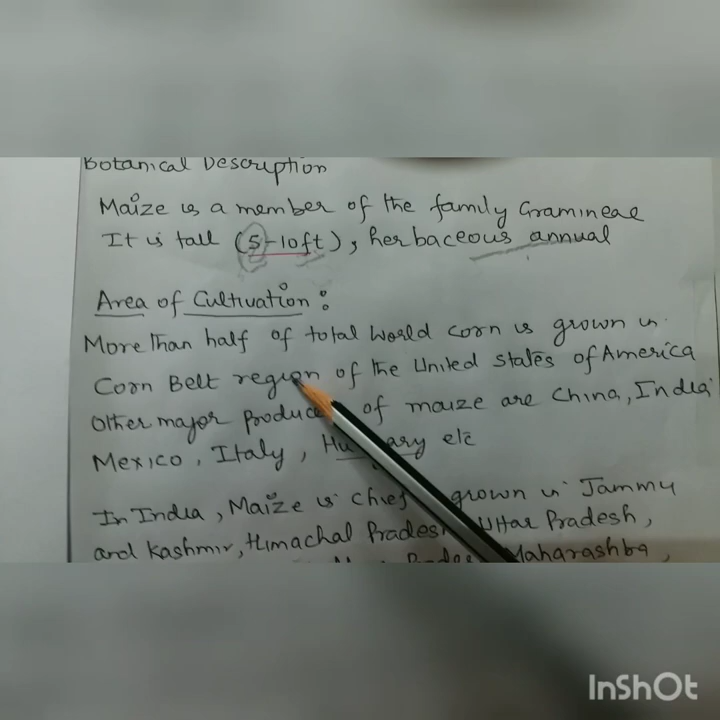 Botanical Description
Maize is a member of the family Gramineae
It is tall (5-10ft), herbaceous annual
Area of Cultivation :
More Than half of total World corn is grown in
Corn Belt region of the United states of America
Other major of maize are China, India
Mexico, Italy, etc
In India, Maize is grown in Jammu
and Kashmir, Himachal Pradesh, Uttar Pradesh,
InShOt